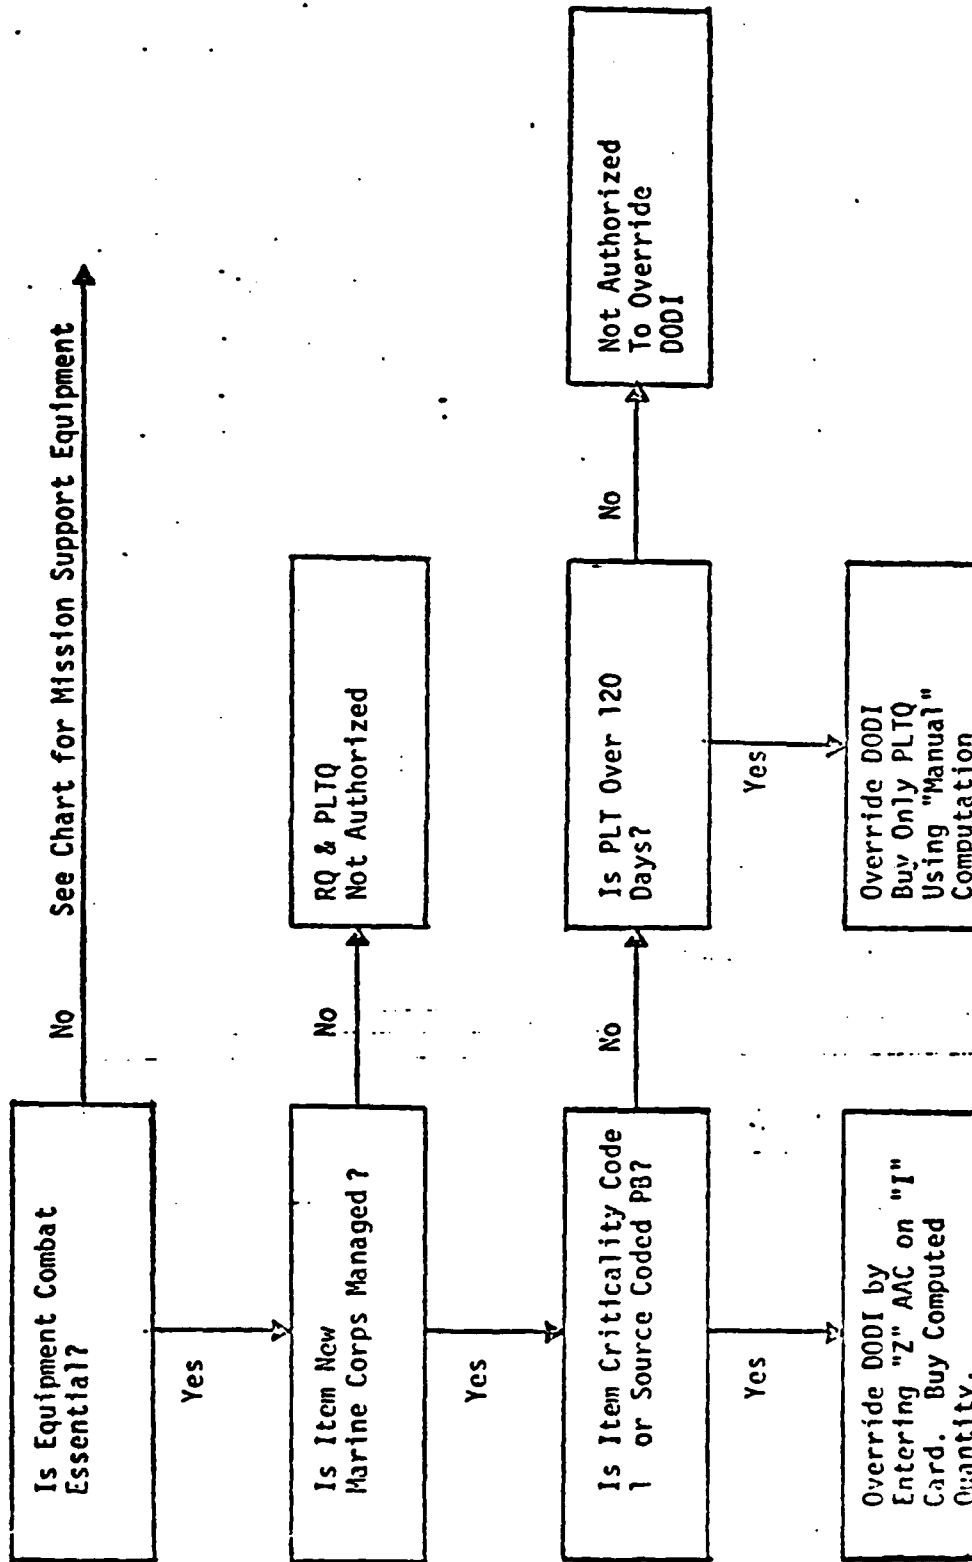 Is Equipment Combat
Essential?
No
See Chart for Mission Support Equipment
Yes
Is Item New
Marine Corps Managed?
No
RQ & PLTQ
Not Authorized
Yes
Is Item Criticality Code
1 or Source Coded PB?
No
Is PLT Over 120
Days?
No
Not Authorized
To Override
DODI
Yes
Yes
Override DODI by
Entering "Z" AAC on "I"
Card. Buy Computed
Quantity.
Override DODI
Buy Only PLTQ
Using "Manual"
Computation